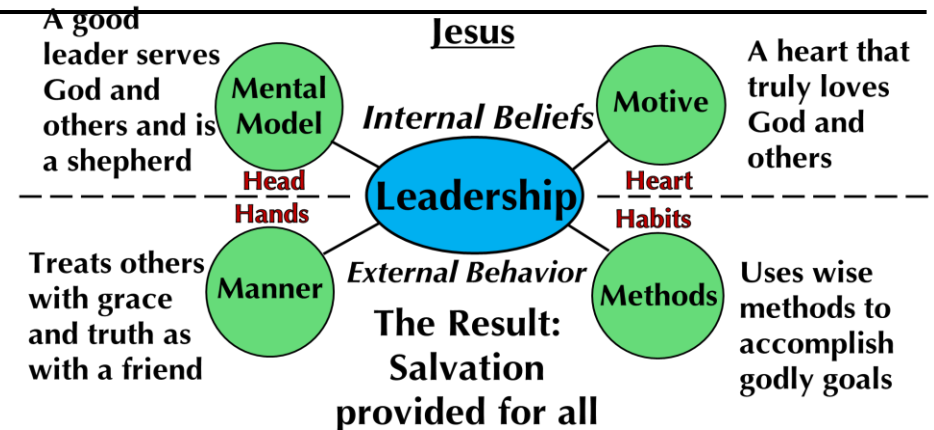 Jesus
A good
leader serves
God and
others and is
a shepherd
Mental
Model
Internal Beliefs
Motive
A heart that
truly loves
God and
others
Head
Heart
Leadership
Hands
Habits
Treats others
with grace
and truth as
with a friend
Manner
External Behavior
Methods
Uses wise
methods to
accomplish
godly goals
The Result:
Salvation
provided for all